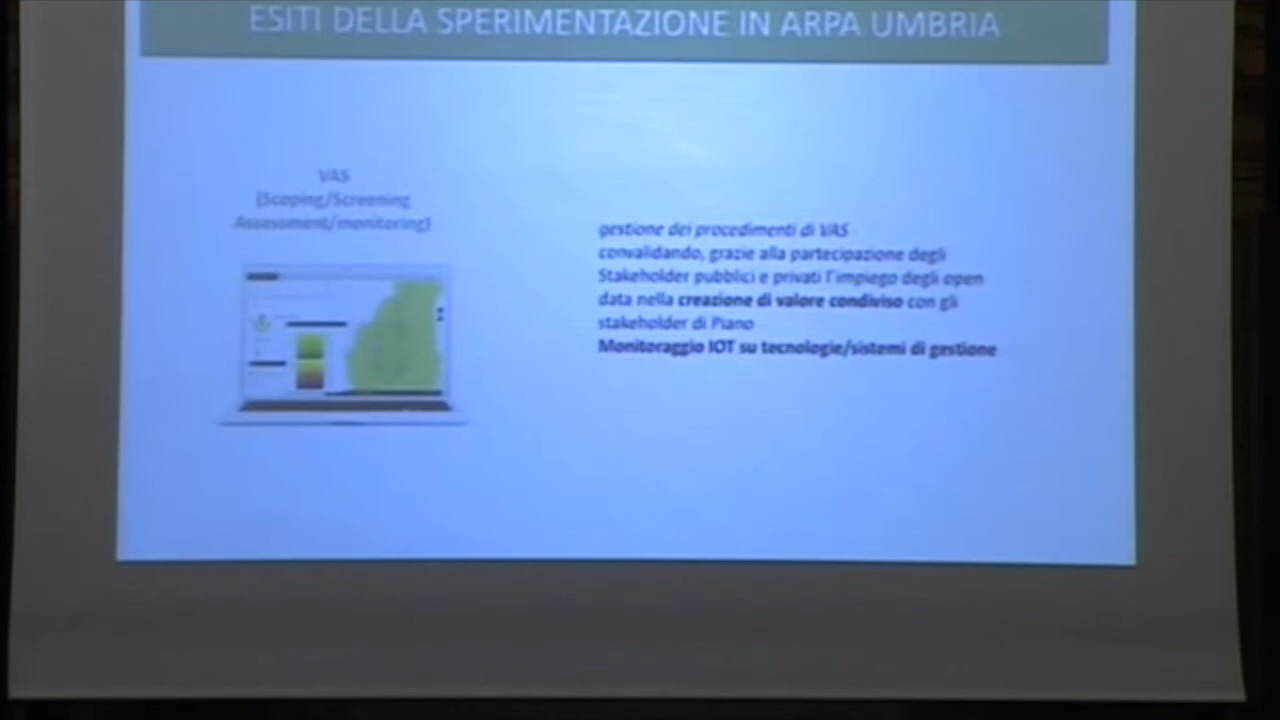 ESITI DELLA SPERIMENTAZIONE IN ARPA UMBRIA
VAS
(Scoping/Screening
Assessment/monitoring)
gestione dei procedimenti di VAS
convalidando, grazie alla partecipazione degli
Stakeholder pubblici e privati l'impiego degli open
data nella creazione di valore condiviso con gli
stakeholder di Piano
Monitoraggio IOT su tecnologie/sistemi di gestione